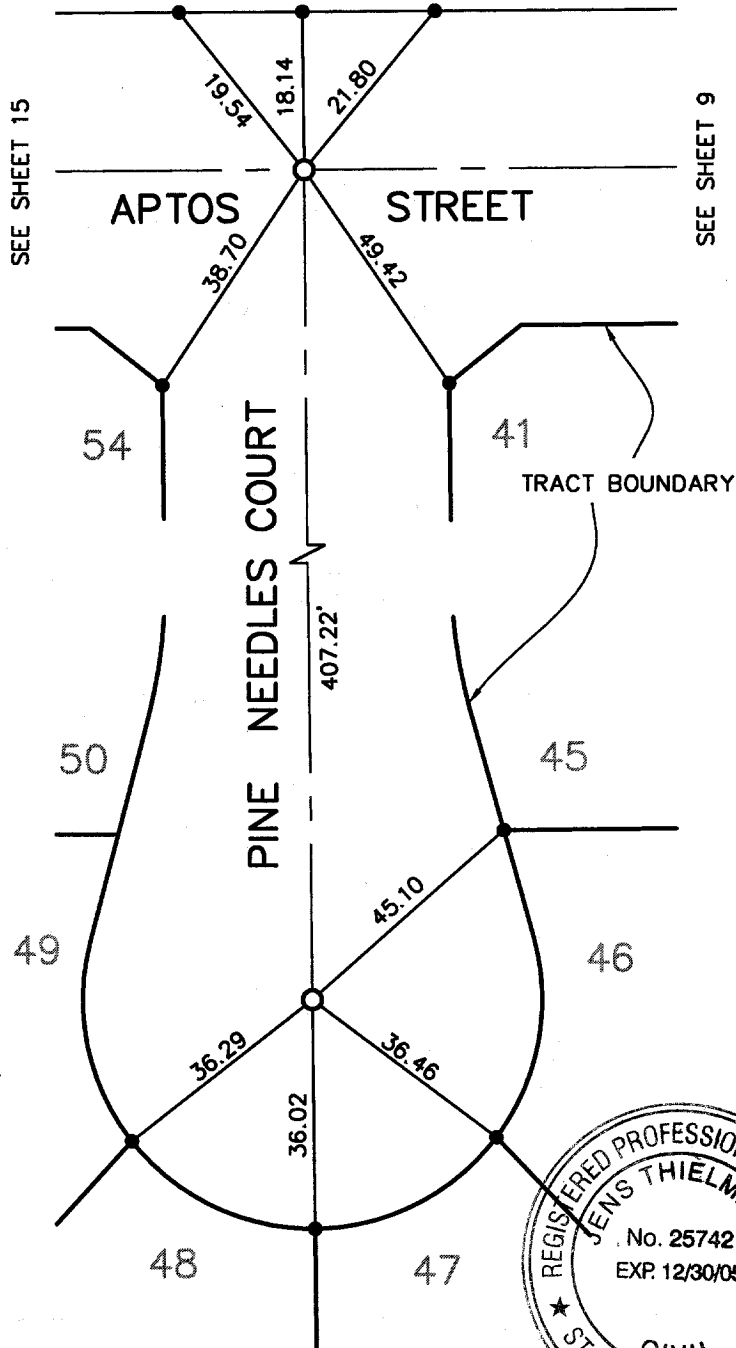 19.54
18.14
21.80
SEE SHEET 15
SEE SHEET 9
APTOS STREET
38.70
49.42
54
41
TRACT BOUNDARY
PINE NEEDLES COURT
407.22'
50
45
45.10
49
46
36.29
36.46
36.02
REGISTERED
JENS
No. 25742
EXP. 12/30/05
48
47